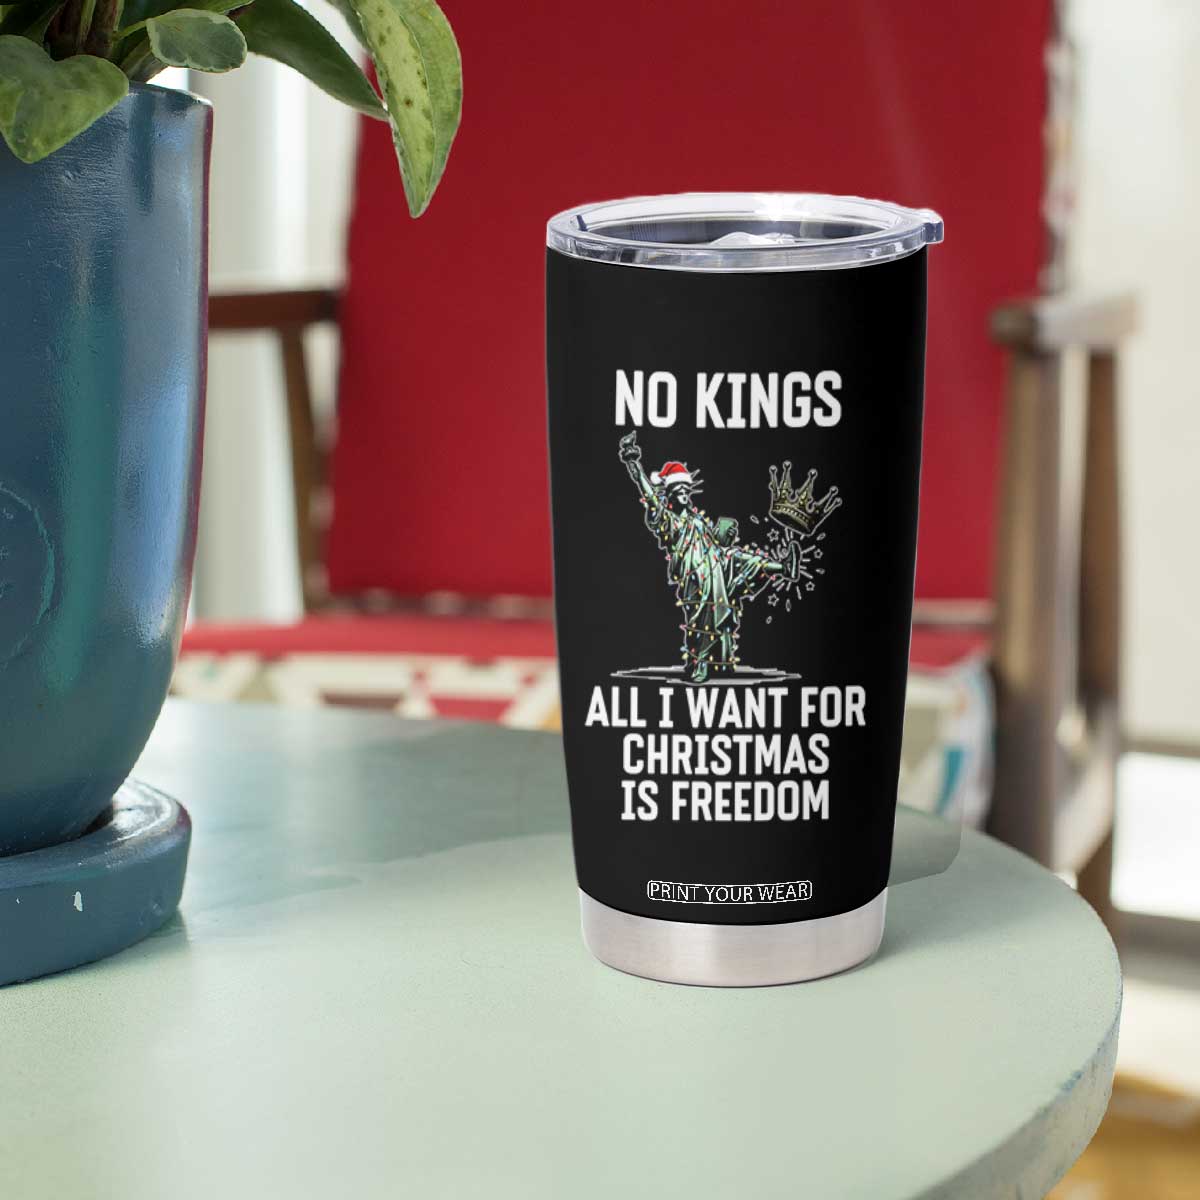 NO KINGS
ALL I WANT FOR
CHRISTMAS
IS FREEDOM
PRINT YOUR WEAR